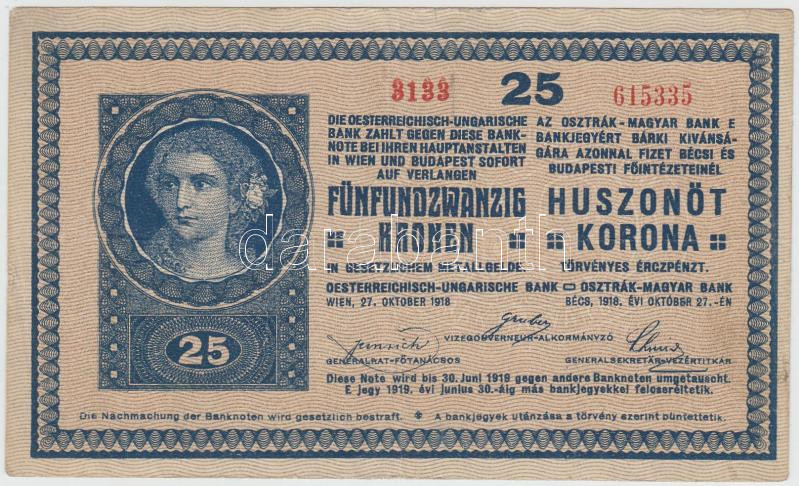 3133 25 615335
DIE OESTERREICHISCH-UNGARISCHE
BANK ZAHLT GEGEN DIESE BANK-
NOTE BEI IHREN HAUPTANSTALTEN
IN WIEN UND BUDAPEST SOFORT
AUF VERLANGEN
FÜNFUNDZWANZIG
KRONEN
IN GESETZLICHEM METALLGELDE.
AZ OSZTRÁK-MAGYAR BANK E
BANKJEGYÉRT BÁRKI KIVÁNSÁ-
GÁRA AZONNAL FIZET BÉCSI ÉS
BUDAPESTI FŐINTÉZETEINÉL
HUSZONÖT
KORONA
TÖRVÉNYES ÉRCZPÉNZT.
OESTERREICHISCH-UNGARISCHE BANK OSZTRÁK-MAGYAR BANK
WIEN, 27. OKTOBER 1918 BÉCS, 1918. ÉVI OKTÓBER 27.-ÉN
Gruber
VIZEGOUVERNEUR-ALKORMÁNYZÓ
GENERALRAT-FŐTANÁCSOS GENERALSEKRETÄR-VEZÉRTITKÁR
25
Diese Note wird bis 30. Juni 1919 gegen andere Banknoten umgetauscht.
E jegy 1919. évi junius 30.-áig más bankjegyekkel felcseréltetik.
Die Nachmachung der Banknoten wird gesetzlich bestraft. A bankjegyek utánzása a törvény szerint büntettetik.
darabanth